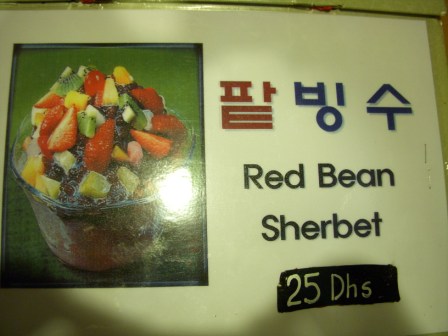 팥빙수
Red Bean
Sherbet
25 Dhs